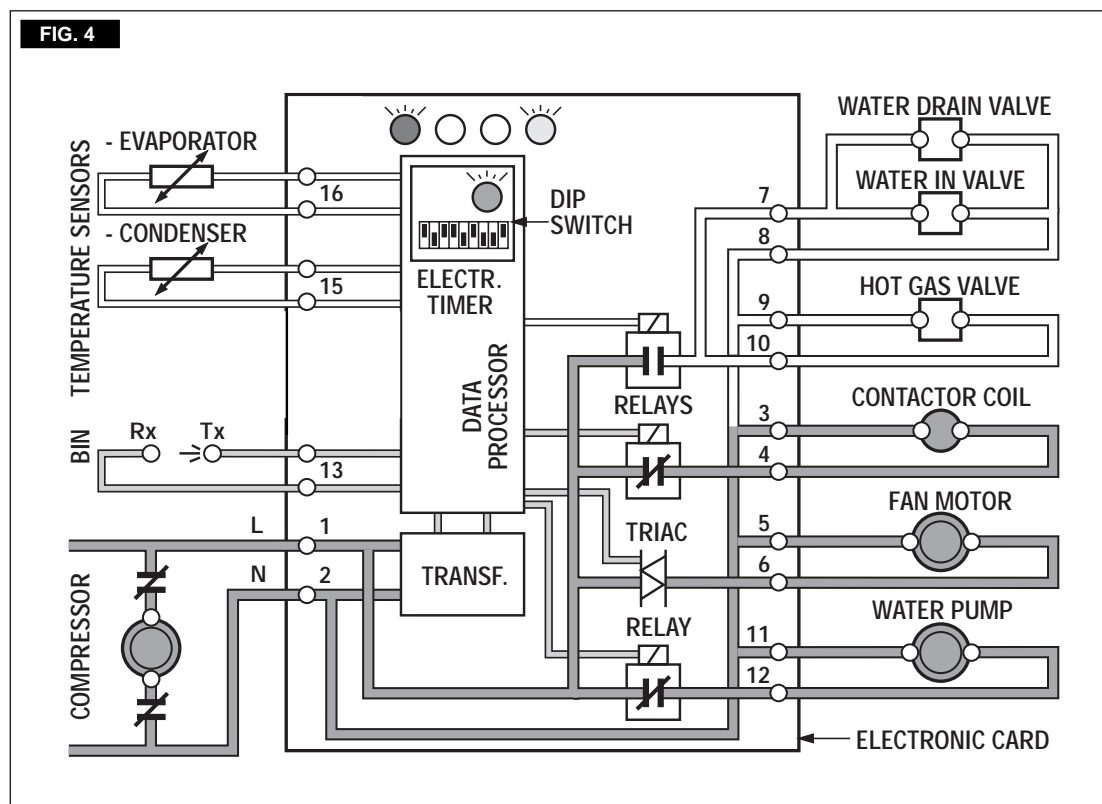 FIG. 4
TEMPERATURE SENSORS
- EVAPORATOR
16
- CONDENSER
15
BIN
Rx
Tx
13
L
1
N
2
COMPRESSOR
DIP
SWITCH
ELECTR.
TIMER
DATA
PROCESSOR
TRANSF.
RELAYS
TRIAC
RELAY
WATER DRAIN VALVE
WATER IN VALVE
7
8
HOT GAS VALVE
9
10
CONTACTOR COIL
3
4
FAN MOTOR
5
6
WATER PUMP
11
12
ELECTRONIC CARD